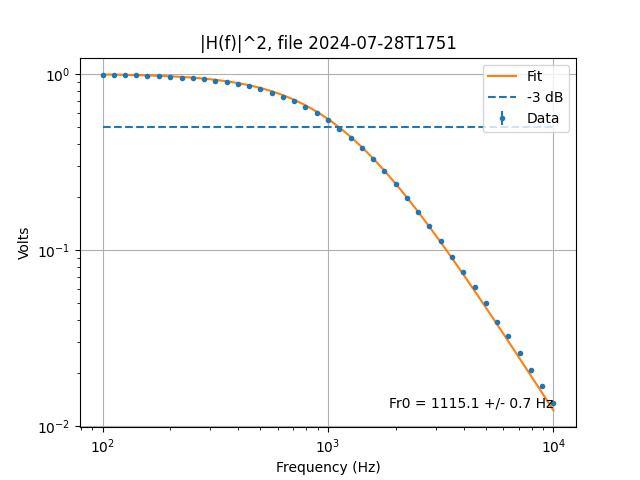 |H(f)|^2, file 2024-07-28T1751
Fit
-3 dB
Data
Volts
10^0
10^-1
10^-2
Fr0 = 1115.1 +/- 0.7 Hz
10^2
10^3
10^4
Frequency (Hz)